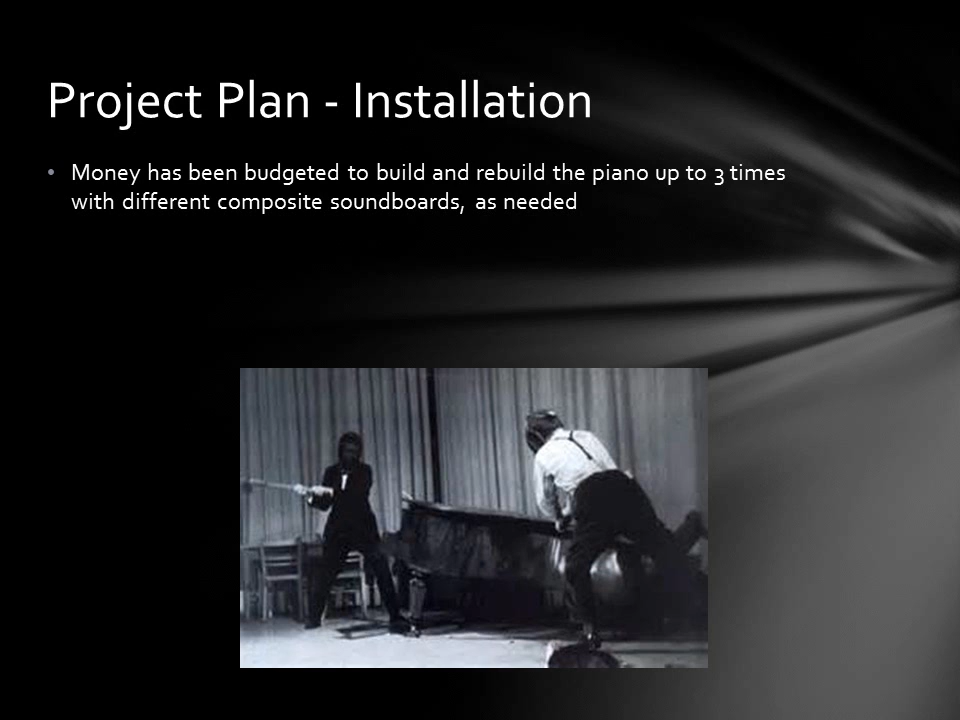 Project Plan - Installation
• Money has been budgeted to build and rebuild the piano up to 3 times
with different composite soundboards, as needed